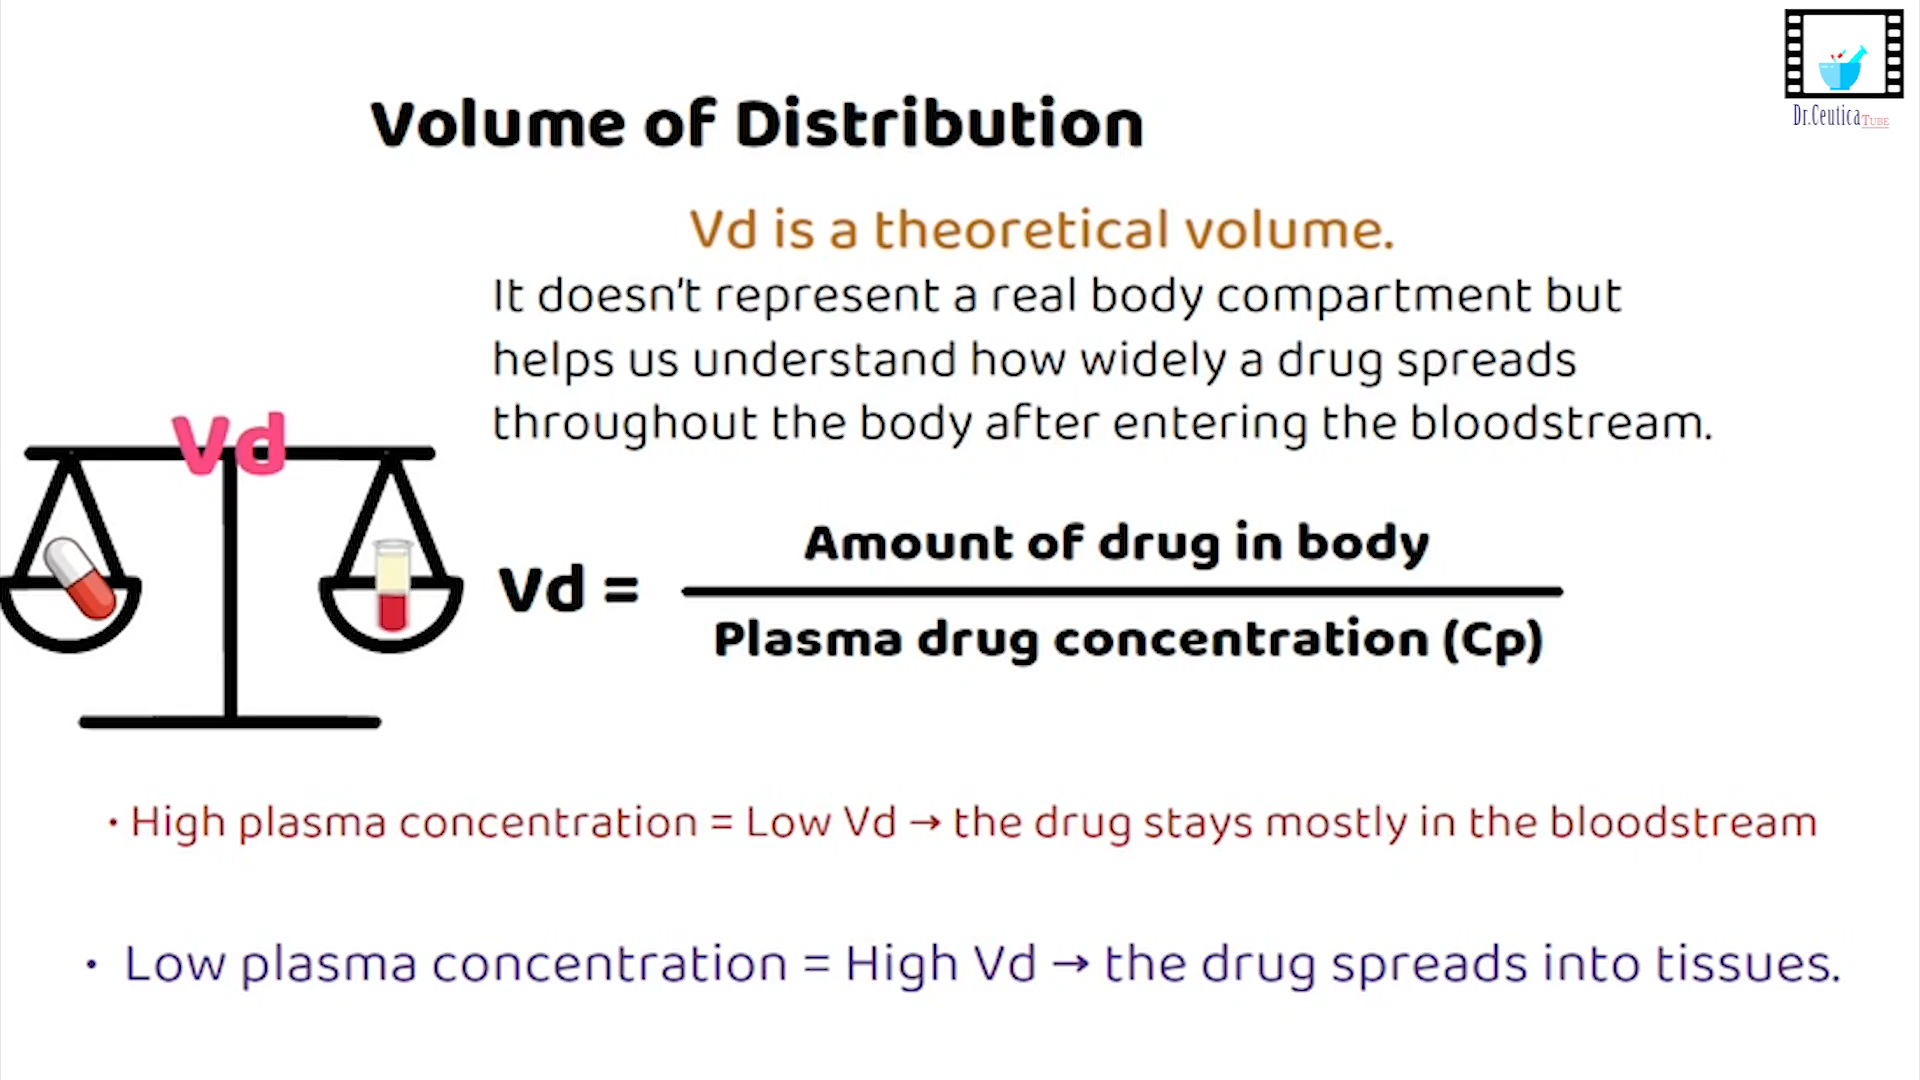 Dr.Ceutica TUBE
Volume of Distribution
Vd is a theoretical volume.
It doesn't represent a real body compartment but
helps us understand how widely a drug spreads
throughout the body after entering the bloodstream.
Vd
Vd =
Amount of drug in body
Plasma drug concentration (Cp)
• High plasma concentration = Low Vd → the drug stays mostly in the bloodstream
• Low plasma concentration = High Vd → the drug spreads into tissues.